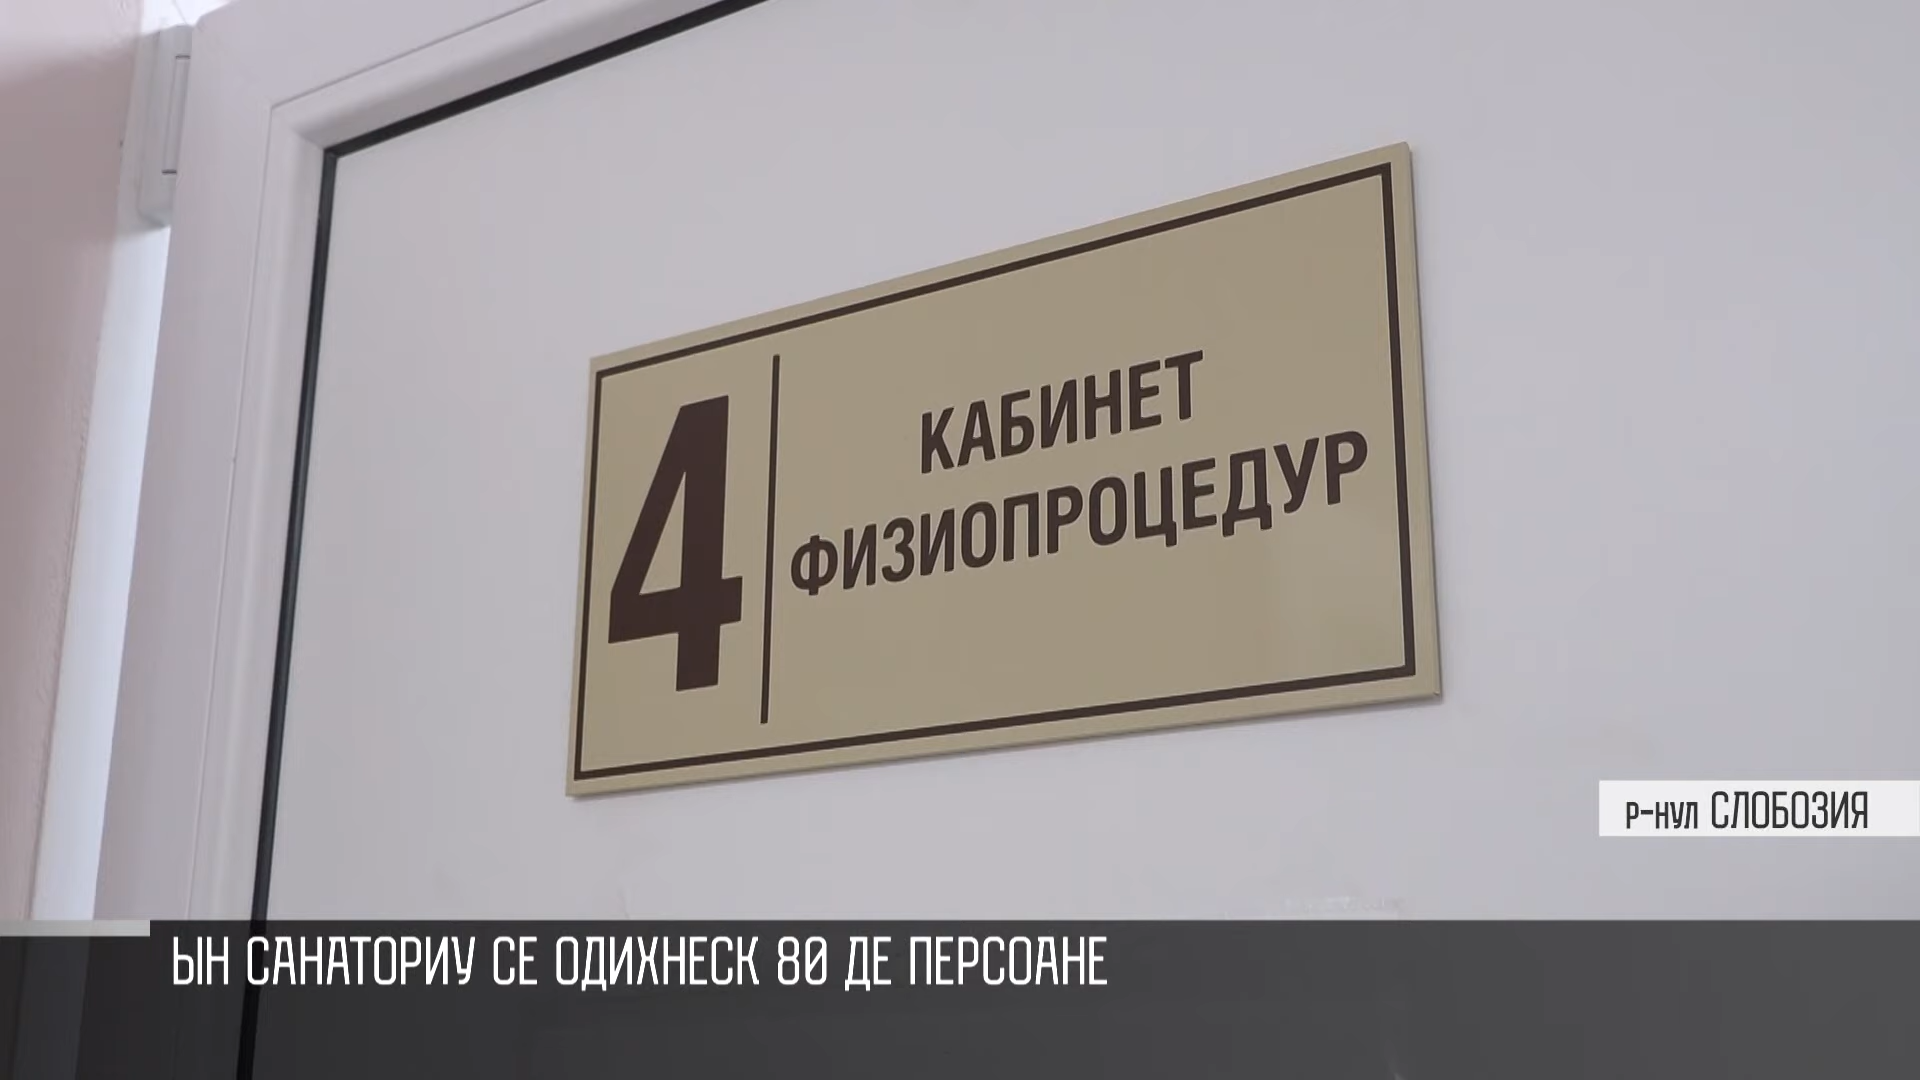 4
КАБИНЕТ
ФИЗИОПРОЦЕДУР
Р-НУЛ СЛОБОЗИЯ
ЫН САНАТОРИУ СЕ ОДИХНЕСК 80 ДЕ ПЕРСОАНЕ